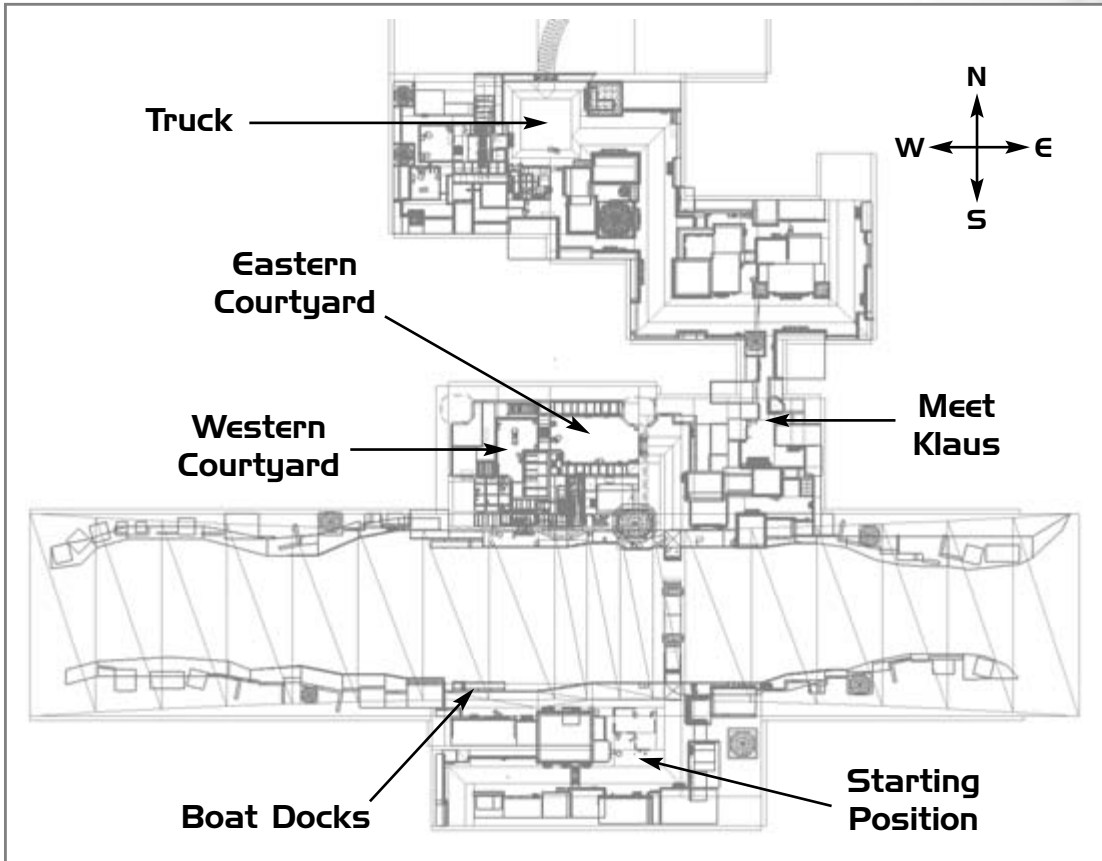 N
Truck
W
E
S
Eastern
Courtyard
Western
Courtyard
Meet
Klaus
Boat Docks
Starting
Position